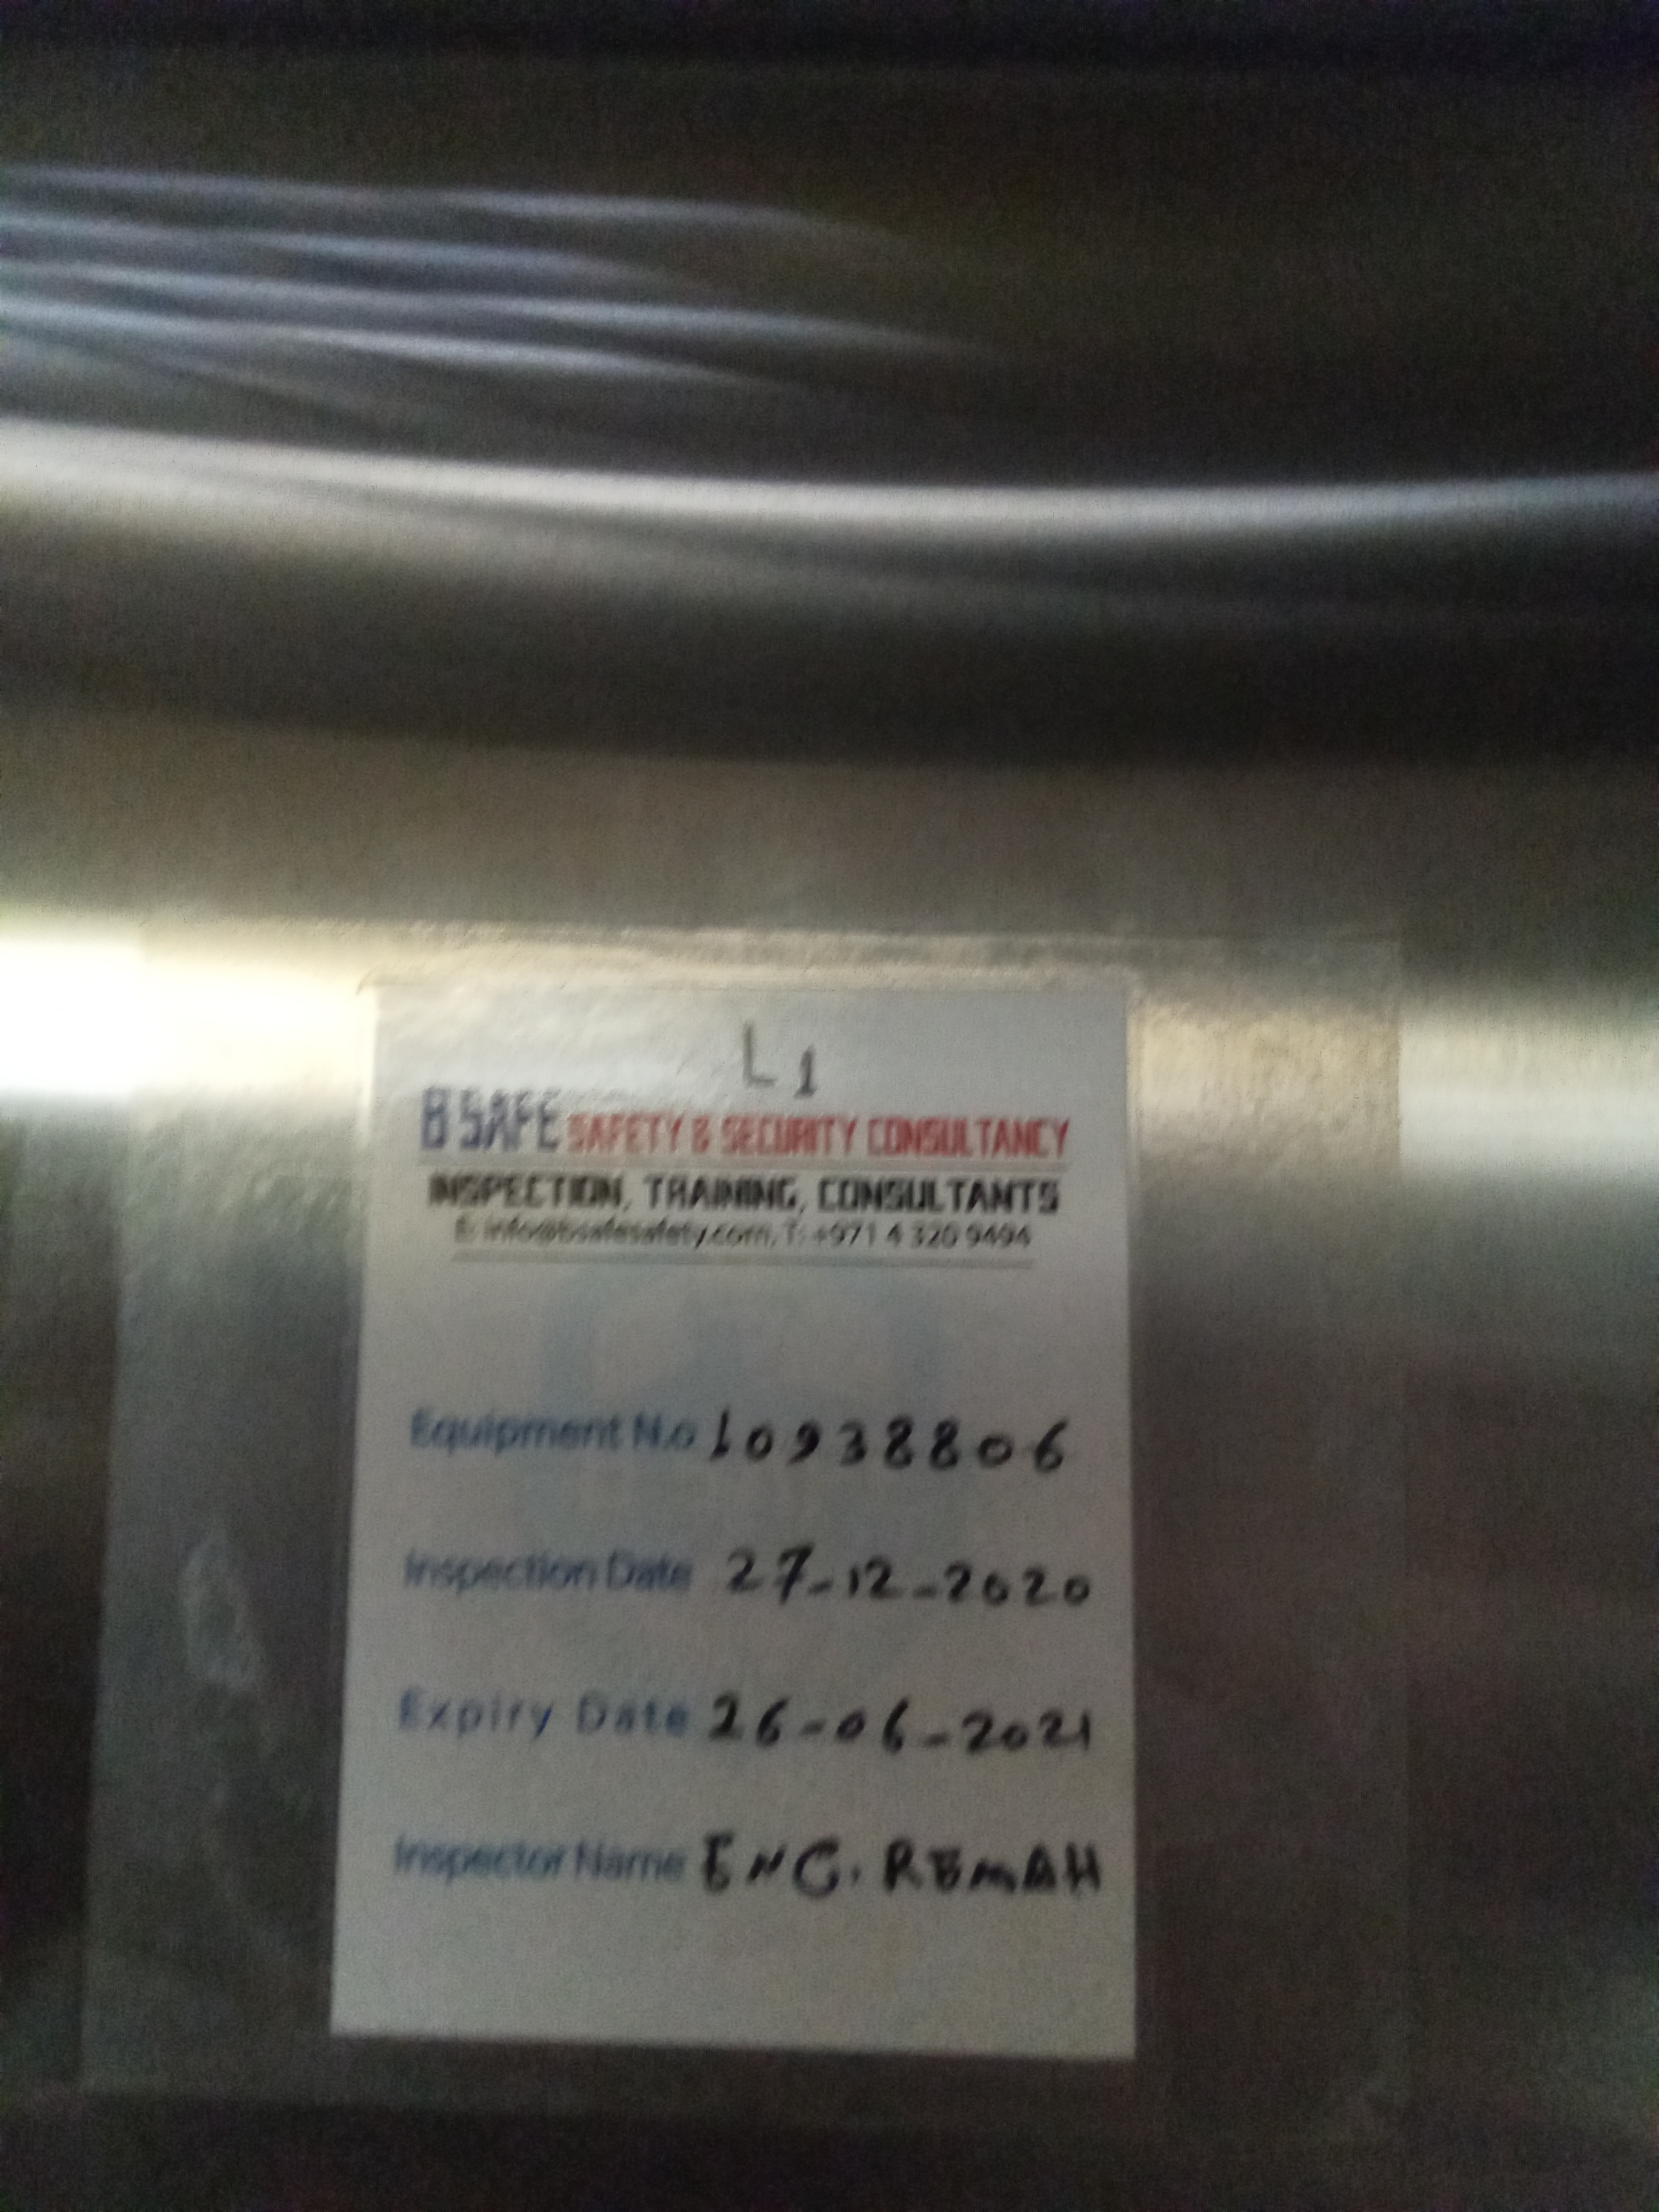 L1
B SAFE SAFETY & SECURITY CONSULTANCY
INSPECTION, TRAINING, CONSULTANTS
E: info@bsafesafety.com, T: +971 4 320 9494
Equipment N.o 10938806
Inspection Date 27-12-2020
Expiry Date 26-06-2021
Inspector Name ENG. REMAH